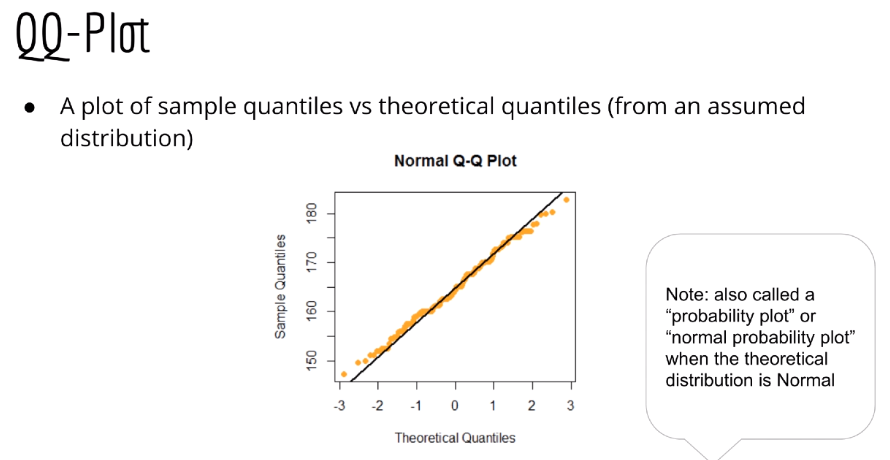 QQ-Plot
● A plot of sample quantiles vs theoretical quantiles (from an assumed
distribution)
Normal Q-Q Plot
Sample Quantiles
180
170
160
150
-3 -2 -1 0 1 2 3
Theoretical Quantiles
Note: also called a
“probability plot” or
“normal probability plot”
when the theoretical
distribution is Normal